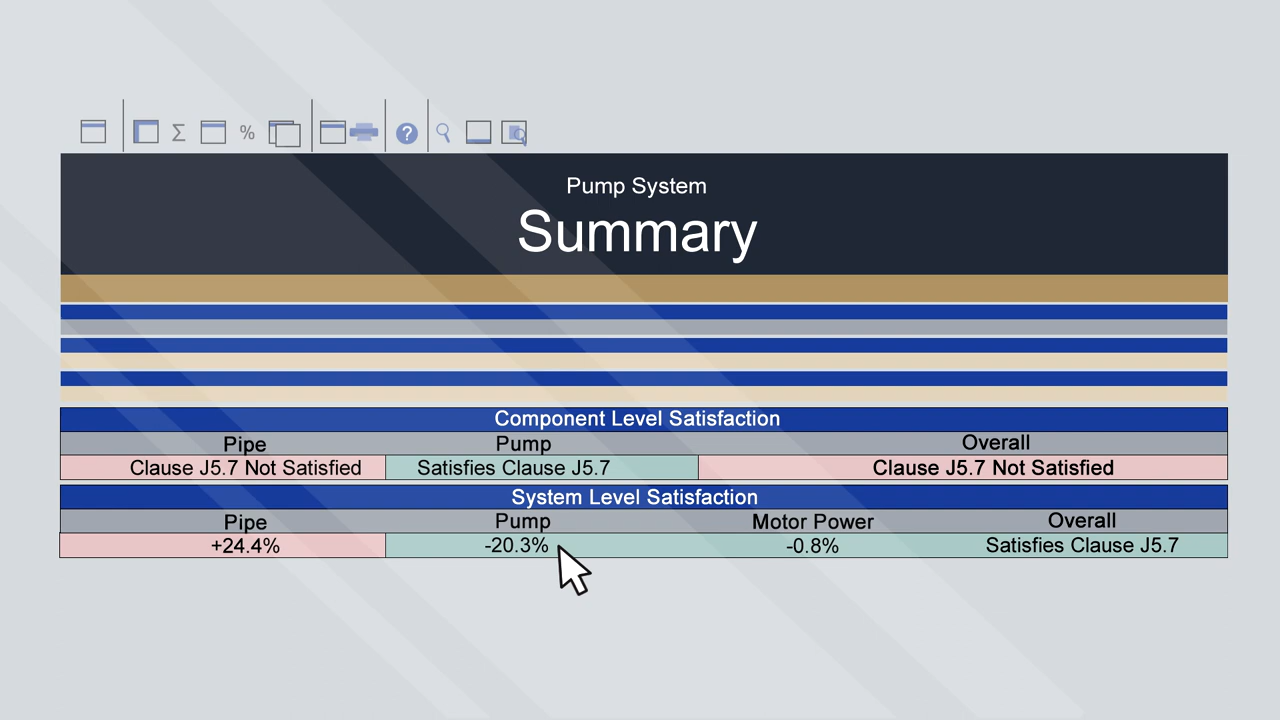 Σ % ?
Pump System
Summary
Component Level Satisfaction
Pipe Pump Overall
Clause J5.7 Not Satisfied Satisfies Clause J5.7 Clause J5.7 Not Satisfied
System Level Satisfaction
Pipe Pump Motor Power Overall
+24.4% -20.3% -0.8% Satisfies Clause J5.7